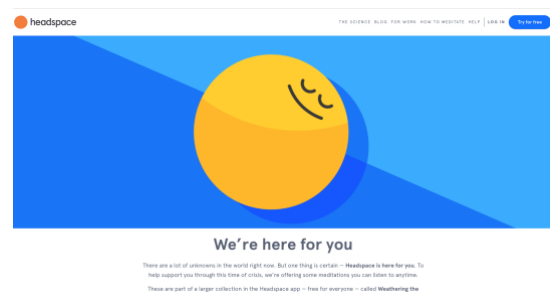 headspace
THE SCIENCE BLOG FOR WORK HOW TO MEDITATE HELP LOG IN Try for free
We're here for you
There are a lot of unknowns in the world right now. But one thing is certain — Headspace is here for you. To
help support you through this time of crisis, we're offering some meditations you can listen to anytime.
These are part of a larger collection in the Headspace app — free for everyone — called Weathering the